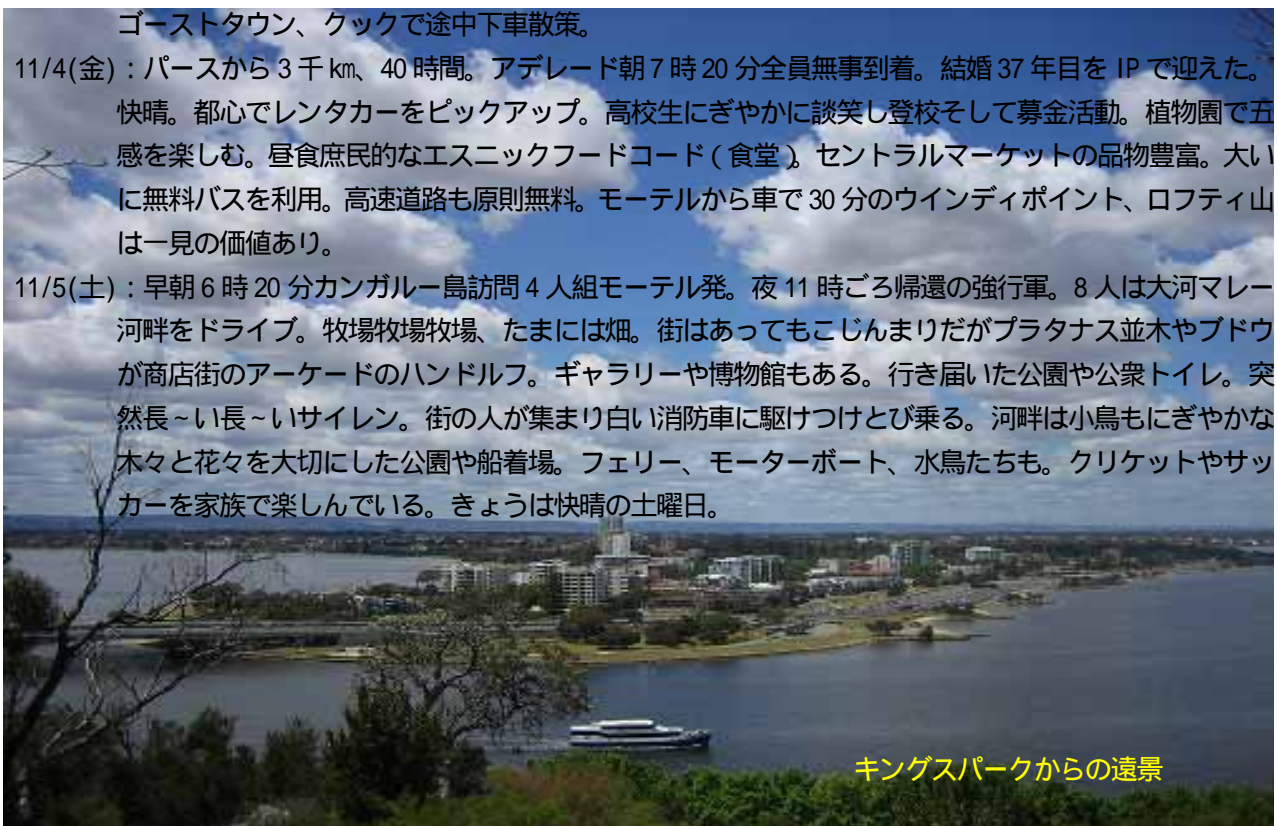 ゴーストタウン、クックで途中下車散策。
11/4(金)：パースから3千㎞、40時間。アデレード朝7時20分全員無事到着。結婚37年目を IP で迎えた。
快晴。都心でレンタカーをピックアップ。高校生にぎやかに談笑し登校そして募金活動。植物園で五
感を楽しむ。昼食庶民的なエスニックフードコード(食堂)。セントラルマーケットの品物豊富。大い
に無料バスを利用。高速道路も原則無料。モーテルから車で30分のウインディポイント、ロフティ山
は一見の価値あり。
11/5(土)：早朝6時20分カンガルー島訪問4人組モーテル発。夜11時ごろ帰還の強行軍。8人は大河マレー
河畔をドライブ。牧場牧場牧場、たまには畑。街はあってもこじんまりだがプラタナス並木やブドウ
が商店街のアーケードのハンドルフ。ギャラリーや博物館もある。行き届いた公園や公衆トイレ。突
然長～い長～いサイレン。街の人が集まり白い消防車に駆けつけとび乗る。河畔は小鳥もにぎやかな
木々と花々を大切にした公園や船着場。フェリー、モーターボート、水鳥たちも。クリケットやサッ
カーを家族で楽しんでいる。きょうは快晴の土曜日。
キングスパークからの遠景